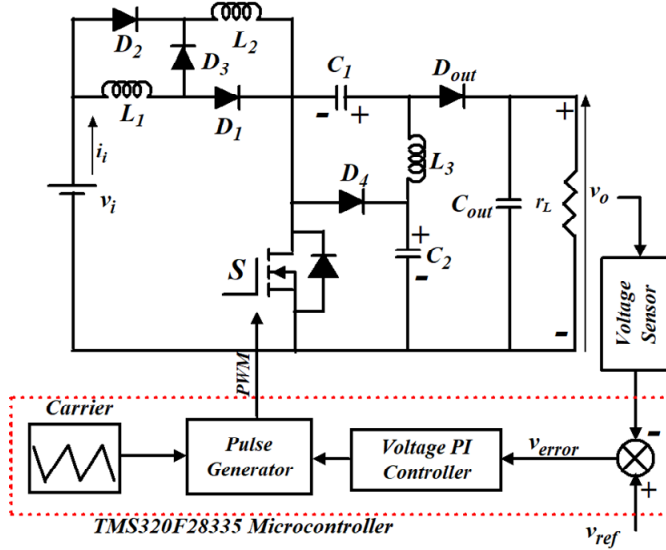 D2
L2
D3
L1
D1
C1
- +
Dout
+
ii
vi
L3
D4
Cout
rL
vo
+
C2
-
S
-
Voltage Sensor
PWM
Carrier
Pulse Generator
Voltage PI Controller
verror
-
+
TMS320F28335 Microcontroller
vref